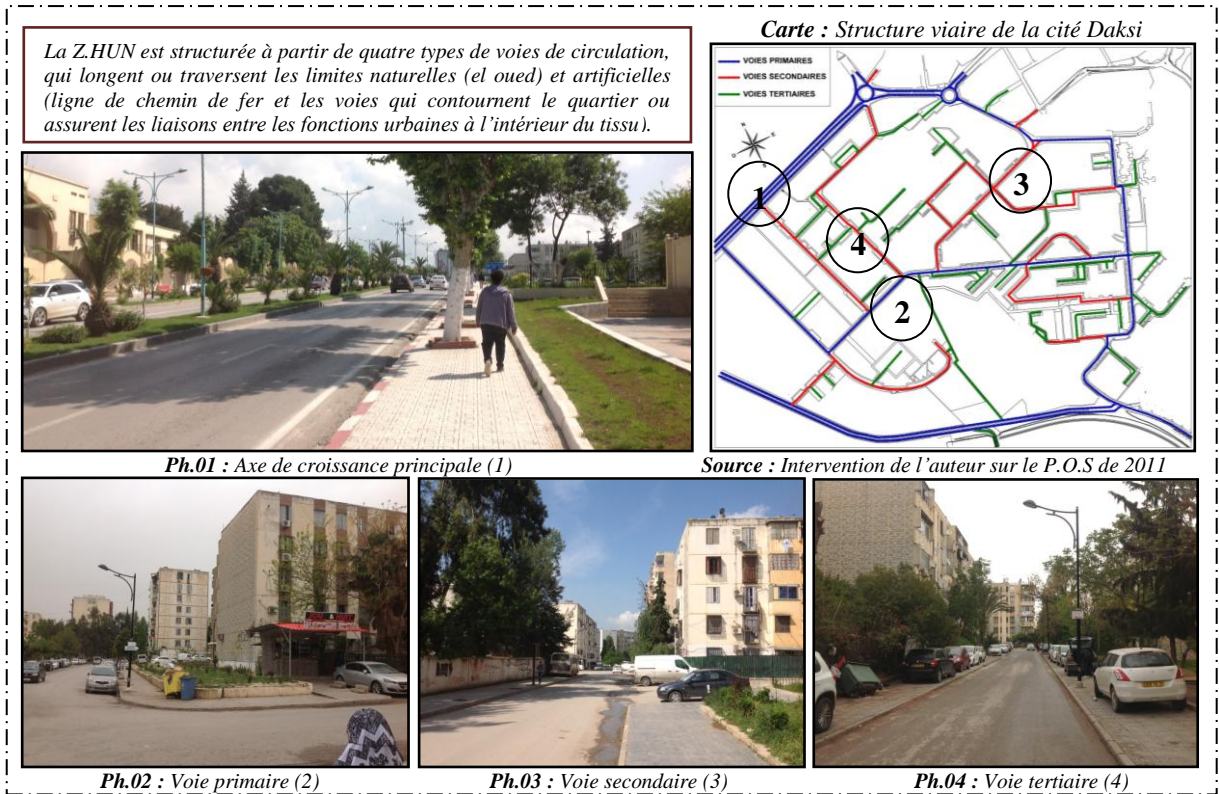 La Z.HUN est structurée à partir de quatre types de voies de circulation,
qui longent ou traversent les limites naturelles (el oued) et artificielles
(ligne de chemin de fer et les voies qui contournent le quartier ou
assurent les liaisons entre les fonctions urbaines à l'intérieur du tissu).
Carte : Structure viaire de la cité Daksi
VOIES PRIMAIRES
VOIES SECONDAIRES
VOIES TERTIAIRES
1
3
4
2
Ph.01 : Axe de croissance principale (1)
Source : Intervention de l'auteur sur le P.O.S de 2011
Ph.02 : Voie primaire (2)
Ph.03 : Voie secondaire (3)
Ph.04 : Voie tertiaire (4)